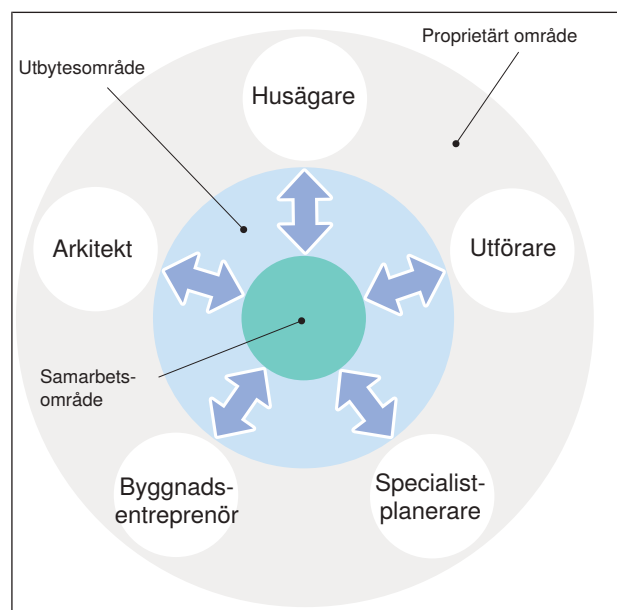 Proprietärt område
Utbytesområde
Husägare
Arkitekt
Utförare
Samarbets-
område
Byggnads-
entreprenör
Specialist-
planerare